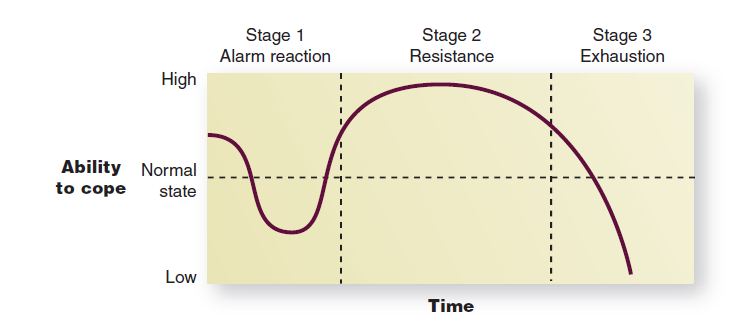 Stage 1
Alarm reaction
Stage 2
Resistance
Stage 3
Exhaustion
High
Ability
to cope
Normal
state
Low
Time